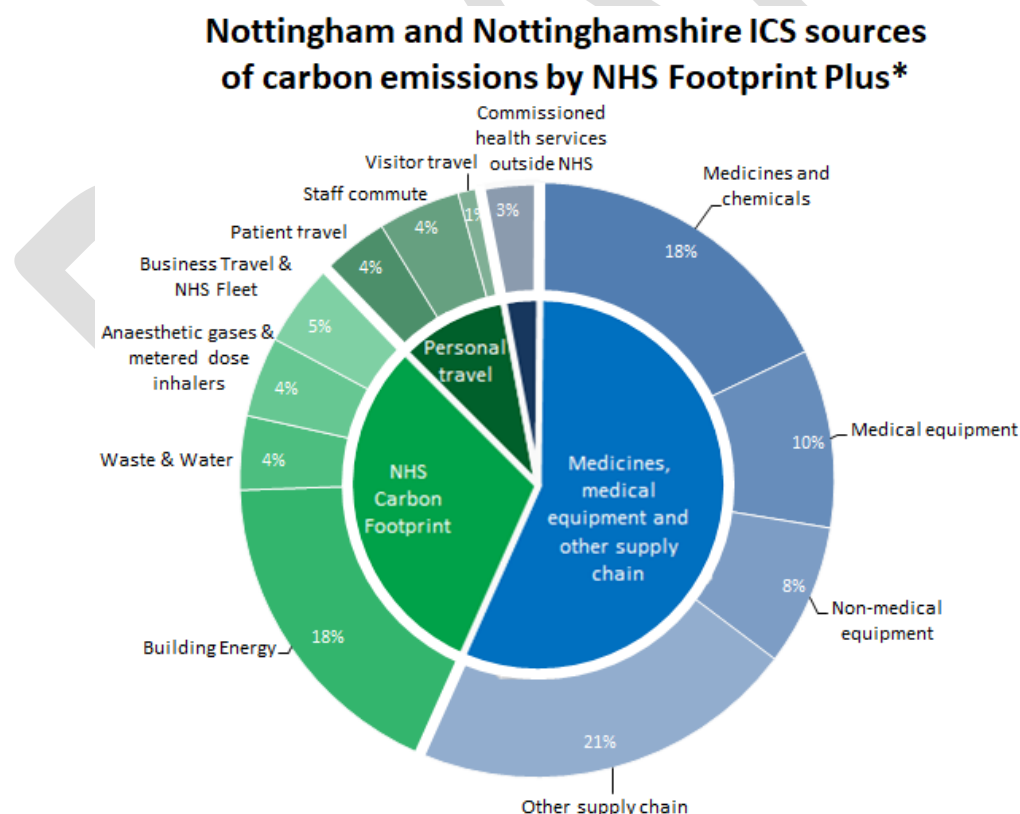 Nottingham and Nottinghamshire ICS sources
of carbon emissions by NHS Footprint Plus*
Commissioned
health services
outside NHS
Visitor travel
Staff commute
Patient travel
Business Travel &
NHS Fleet
Anaesthetic gases &
metered dose
inhalers
Waste & Water
Building Energy
Medicines and
chemicals
Medical equipment
Non-medical
equipment
Other supply chain
3%
1%
4%
4%
5%
4%
4%
18%
18%
10%
8%
21%
Personal
travel
NHS
Carbon
Footprint
Medicines,
medical
equipment and
other supply
chain